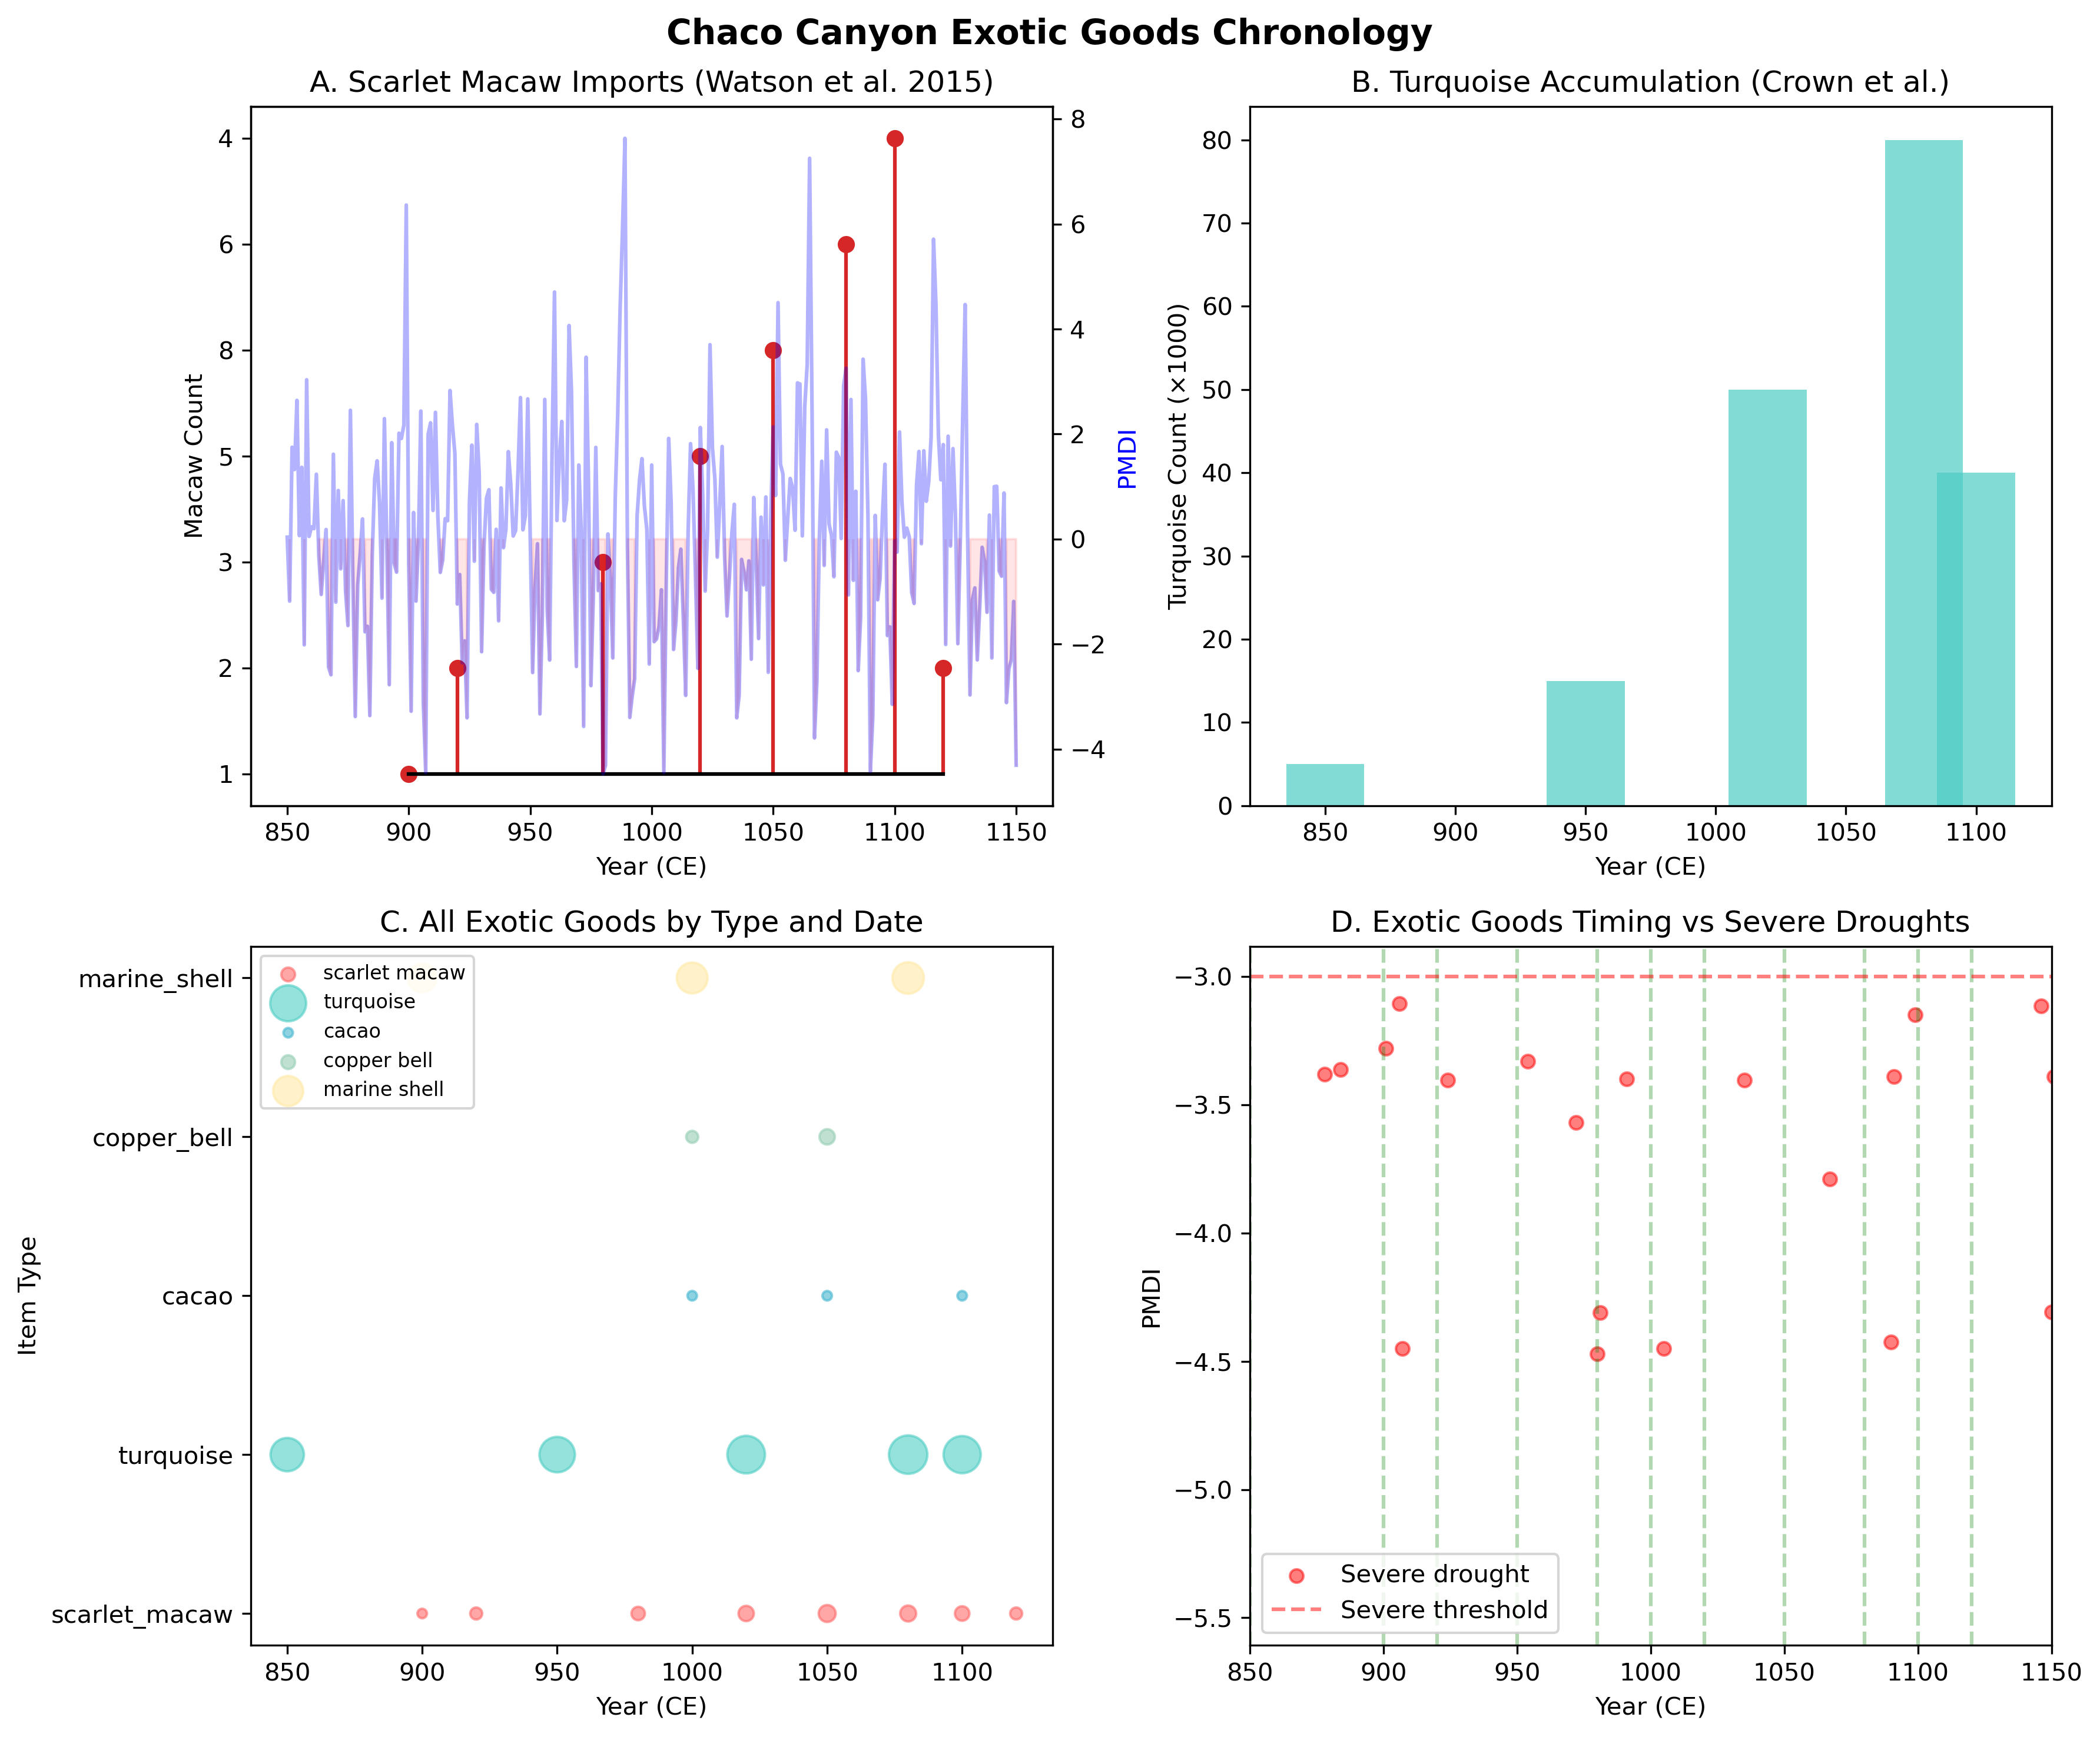 Chaco Canyon Exotic Goods Chronology
A. Scarlet Macaw Imports (Watson et al. 2015)
Macaw Count
4
6
8
5
3
2
1
8
6
4
2
0
−2
−4
PMDI
850
900
950
1000
1050
1100
1150
Year (CE)
B. Turquoise Accumulation (Crown et al.)
Turquoise Count (×1000)
80
70
60
50
40
30
20
10
0
850
900
950
1000
1050
1100
Year (CE)
C. All Exotic Goods by Type and Date
Item Type
marine_shell
copper_bell
cacao
turquoise
scarlet_macaw
scarlet macaw
turquoise
cacao
copper bell
marine shell
850
900
950
1000
1050
1100
Year (CE)
D. Exotic Goods Timing vs Severe Droughts
PMDI
−3.0
−3.5
−4.0
−4.5
−5.0
−5.5
Severe drought
Severe threshold
850
900
950
1000
1050
1100
1150
Year (CE)